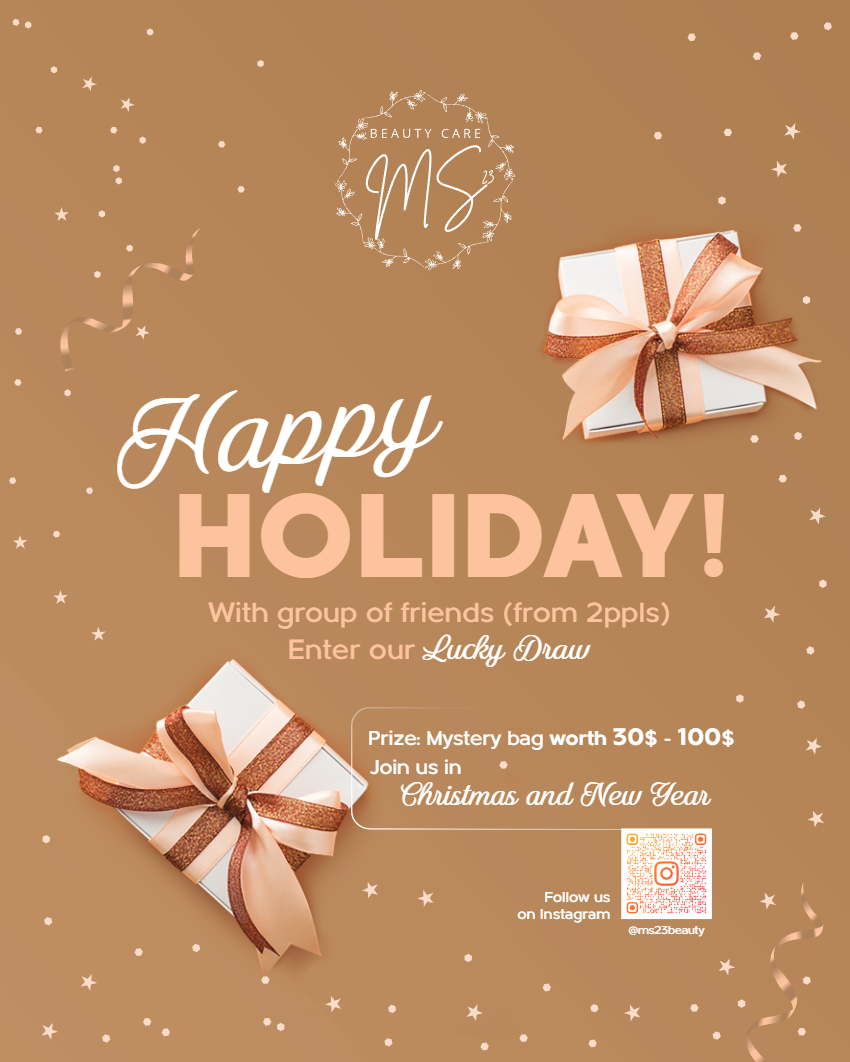 BEAUTY CARE
MS 23
Happy
HOLIDAY!
With group of friends (from 2ppls)
Enter our Lucky Draw
Prize: Mystery bag worth 30$ - 100$
Join us in
Christmas and New Year
Follow us
on Instagram
@ms23beauty